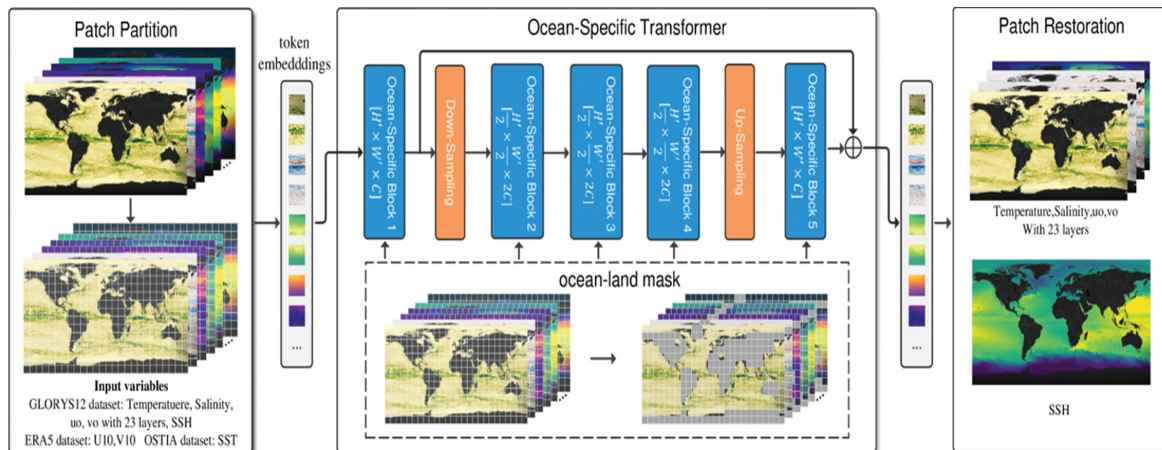 Patch Partition
Input variables
GLORYS12 dataset: Temperatuere, Salinity,
uo, vo with 23 layers, SSH
ERA5 dataset: U10,V10 OSTIA dataset: SST
token
embedddings
...
Ocean-Specific Transformer
Ocean-Specific Block 1
[H' × W' × C]
Down-Sampling
Ocean-Specific Block 2
[H'/2 × W'/2 × 2C]
Ocean-Specific Block 3
[H'/2 × W'/2 × 2C]
Ocean-Specific Block 4
[H'/2 × W'/2 × 2C]
Up-Sampling
Ocean-Specific Block 5
[H' × W' × C]
ocean-land mask
...
Patch Restoration
Temperature,Salinity,uo,vo
With 23 layers
SSH